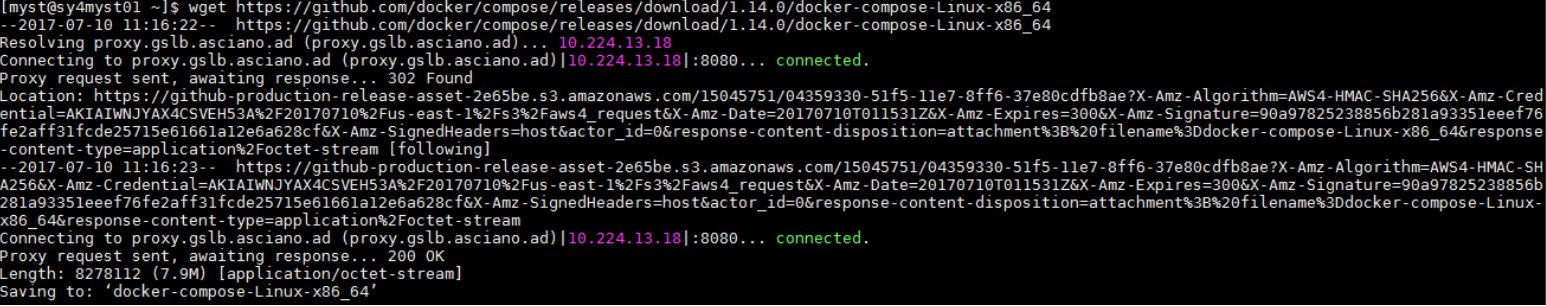 [myst@sy4myst01 ~]$ wget https://github.com/docker/compose/releases/download/1.14.0/docker-compose-Linux-x86_64
--2017-07-10 11:16:22--  https://github.com/docker/compose/releases/download/1.14.0/docker-compose-Linux-x86_64
Resolving proxy.gslb.asciano.ad (proxy.gslb.asciano.ad)... 10.224.13.18
Connecting to proxy.gslb.asciano.ad (proxy.gslb.asciano.ad)|10.224.13.18|:8080... connected.
Proxy request sent, awaiting response... 302 Found
Location: https://github-production-release-asset-2e65be.s3.amazonaws.com/15045751/04359330-51f5-11e7-8ff6-37e80cdfb8ae?X-Amz-Algorithm=AWS4-HMAC-SHA256&X-Amz-Cred
ential=AKIAIWNJYAX4CSVEH53A%2F20170710%2Fus-east-1%2Fs3%2Faws4_request&X-Amz-Date=20170710T011531Z&X-Amz-Expires=300&X-Amz-Signature=90a97825238856b281a93351eeef76
fe2aff31fcde25715e61661a12e6a628cf&X-Amz-SignedHeaders=host&actor_id=0&response-content-disposition=attachment%3B%20filename%3Ddocker-compose-Linux-x86_64&response
-content-type=application%2Foctet-stream [following]
--2017-07-10 11:16:23--  https://github-production-release-asset-2e65be.s3.amazonaws.com/15045751/04359330-51f5-11e7-8ff6-37e80cdfb8ae?X-Amz-Algorithm=AWS4-HMAC-SH
A256&X-Amz-Credential=AKIAIWNJYAX4CSVEH53A%2F20170710%2Fus-east-1%2Fs3%2Faws4_request&X-Amz-Date=20170710T011531Z&X-Amz-Expires=300&X-Amz-Signature=90a97825238856b
281a93351eeef76fe2aff31fcde25715e61661a12e6a628cf&X-Amz-SignedHeaders=host&actor_id=0&response-content-disposition=attachment%3B%20filename%3Ddocker-compose-Linux-
x86_64&response-content-type=application%2Foctet-stream
Connecting to proxy.gslb.asciano.ad (proxy.gslb.asciano.ad)|10.224.13.18|:8080... connected.
Proxy request sent, awaiting response... 200 OK
Length: 8278112 (7.9M) [application/octet-stream]
Saving to: ‘docker-compose-Linux-x86_64’